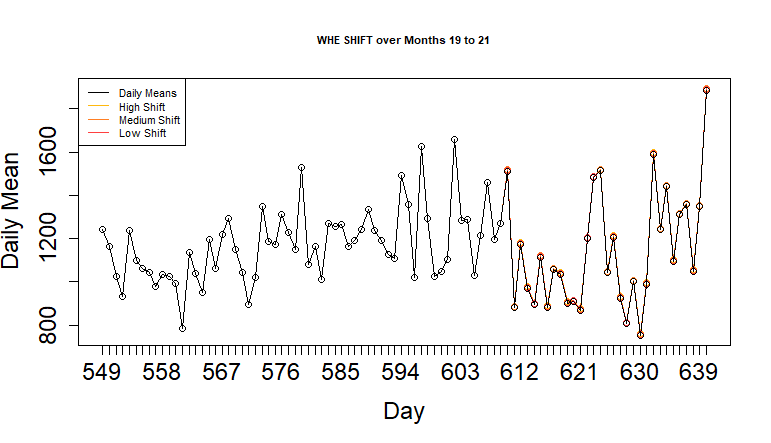 WHE SHIFT over Months 19 to 21
Daily Means
High Shift
Medium Shift
Low Shift
Daily Mean
1600
1200
800
549 558 567 576 585 594 603 612 621 630 639
Day